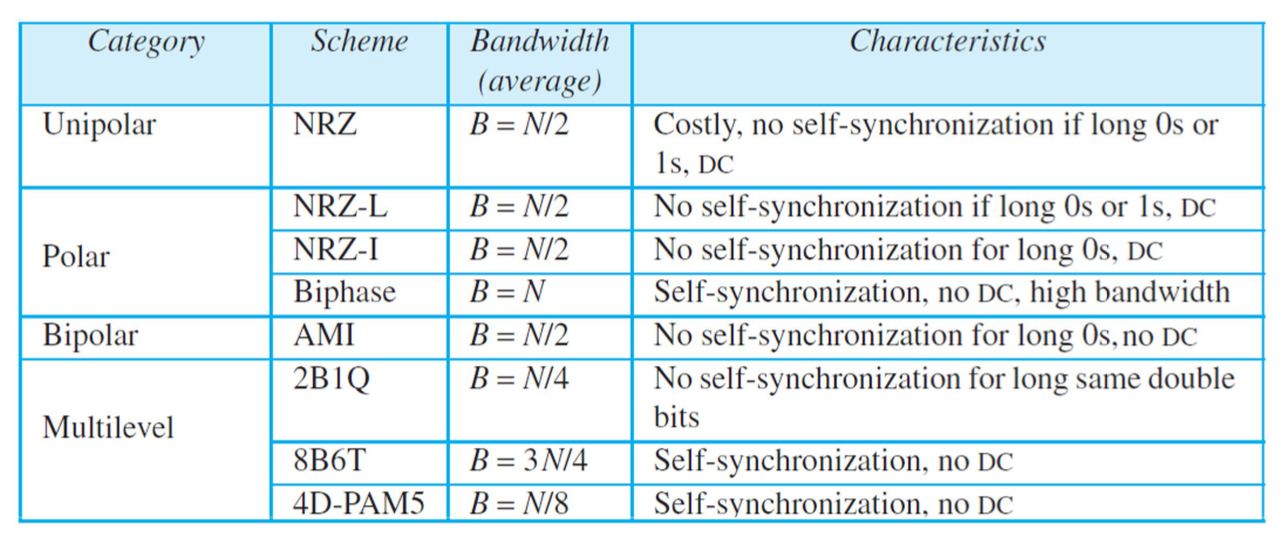 Category Scheme Bandwidth (average) Characteristics
Unipolar NRZ B = N/2 Costly, no self-synchronization if long 0s or
1s, DC
Polar
NRZ-L B = N/2 No self-synchronization if long 0s or 1s, DC
NRZ-I B = N/2 No self-synchronization for long 0s, DC
Biphase B = N Self-synchronization, no DC, high bandwidth
Bipolar AMI B = N/2 No self-synchronization for long 0s, no DC
Multilevel
2B1Q B = N/4 No self-synchronization for long same double
bits
8B6T B = 3N/4 Self-synchronization, no DC
4D-PAM5 B = N/8 Self-synchronization, no DC